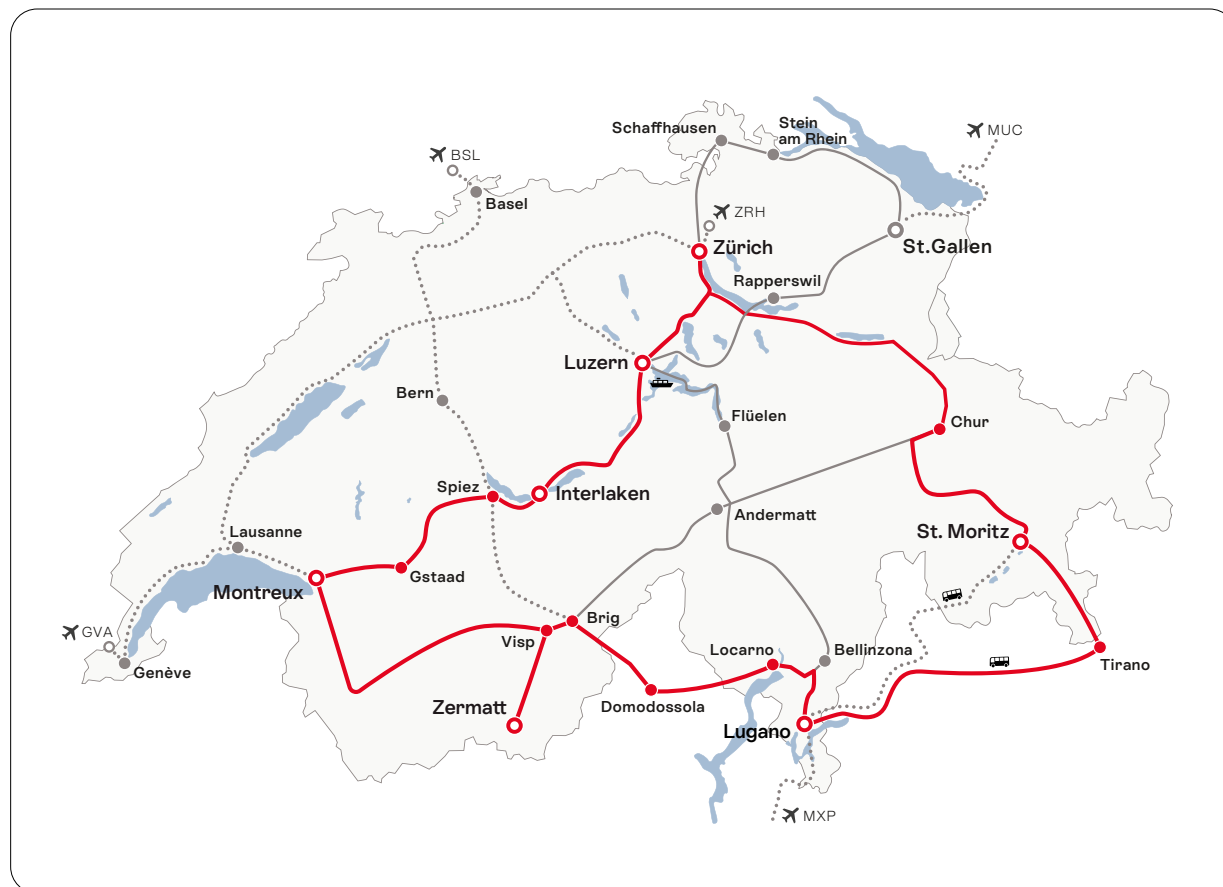 Schaffhausen
Stein
am Rhein
MUC
BSL
Basel
ZRH
Zürich
St.Gallen
Rapperswil
Luzern
Bern
Flüelen
Chur
Spiez
Interlaken
Andermatt
St. Moritz
Lausanne
Gstaad
Montreux
Brig
Visp
GVA
Genève
Locarno
Bellinzona
Tirano
Zermatt
Domodossola
Lugano
MXP